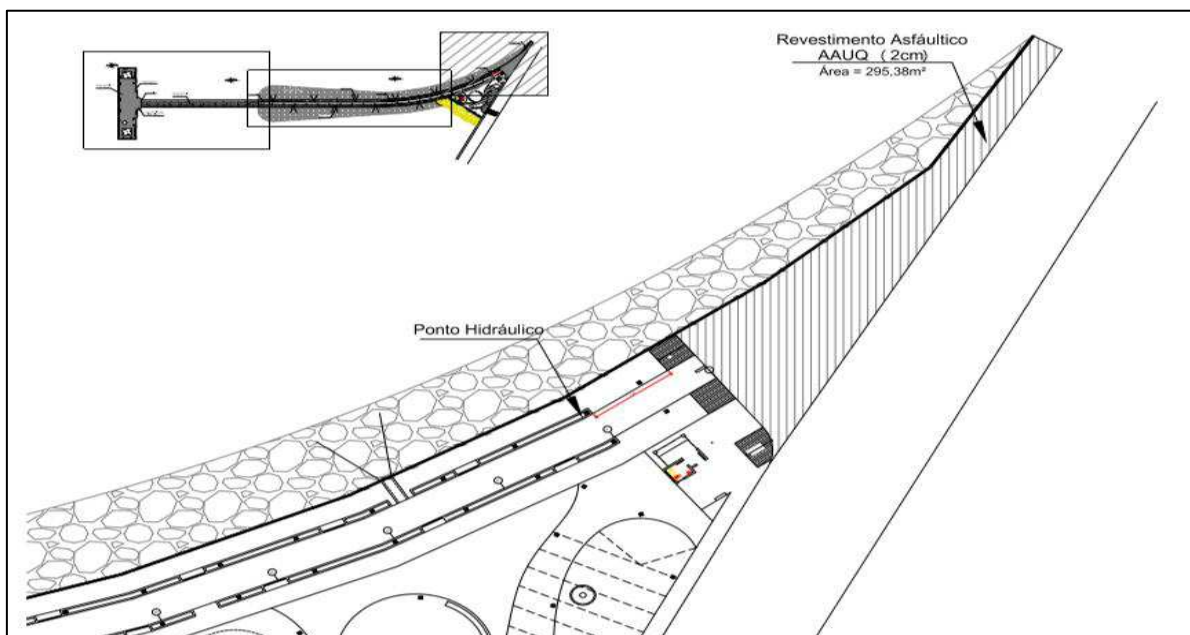 Revestimento Asfáultico
AAUQ ( 2cm)
Área = 295,38m²
Ponto Hidráulico